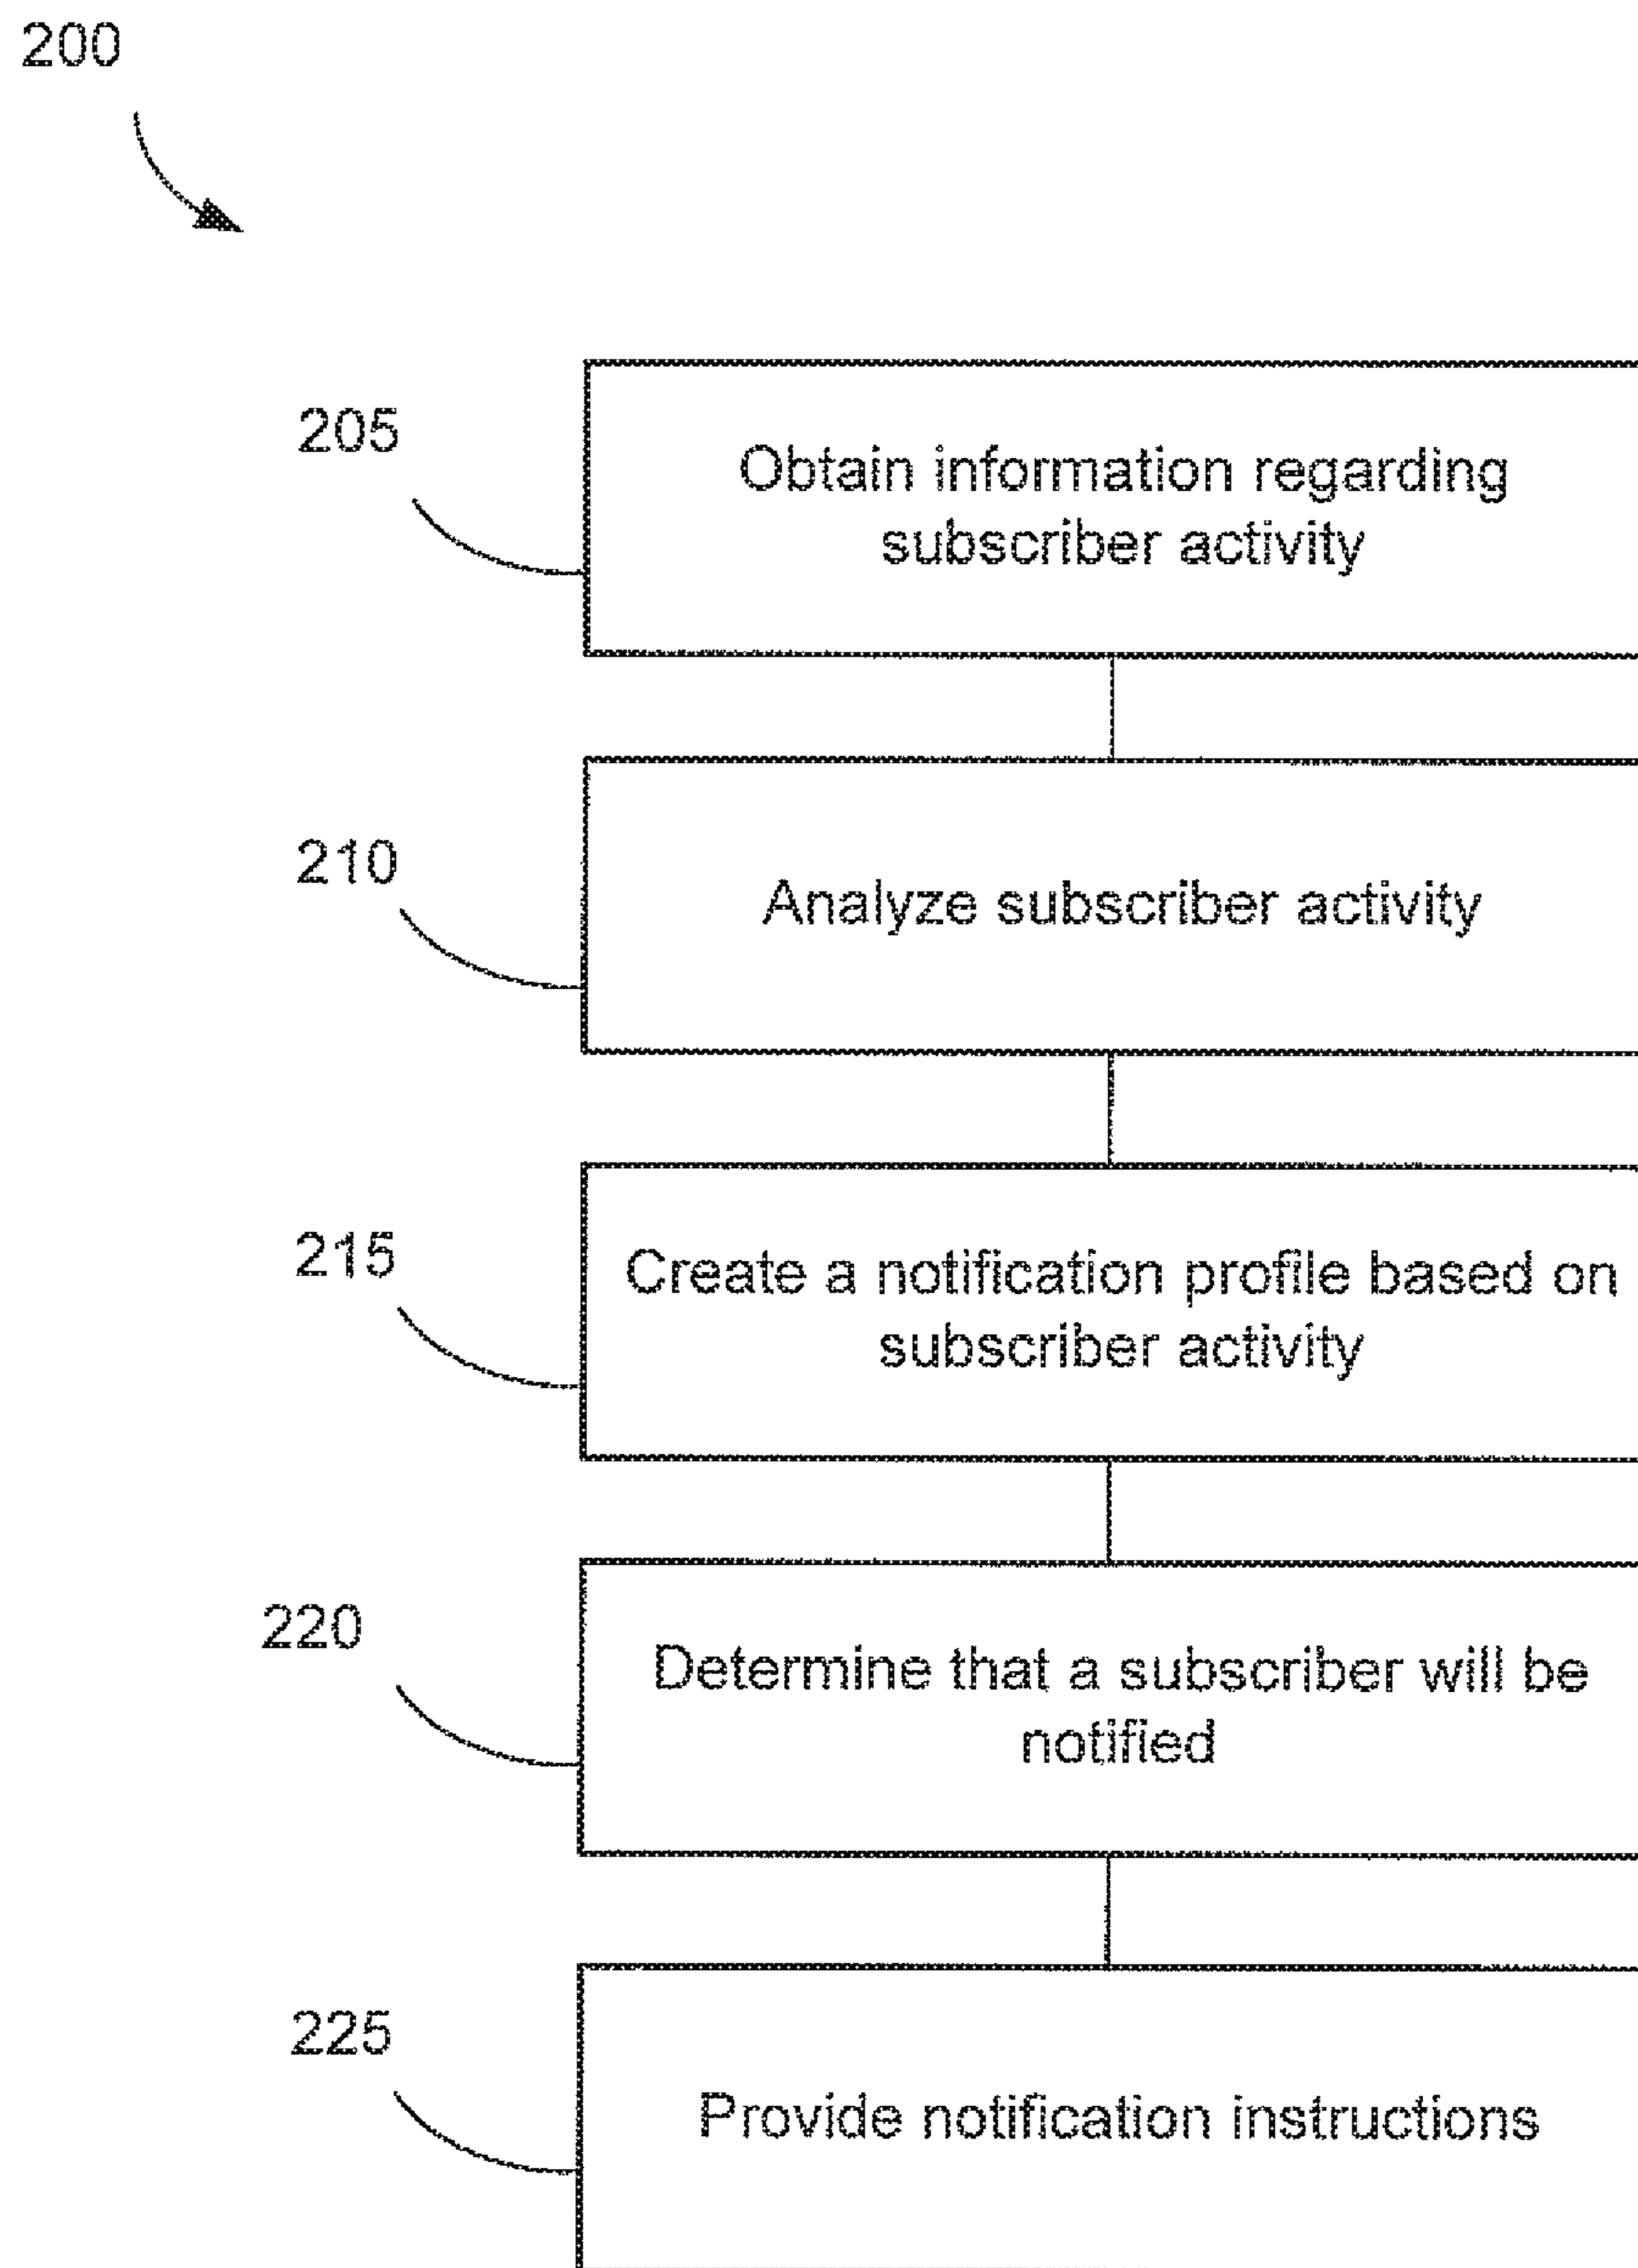 200
205
Obtain information regarding
subscriber activity
210
Analyze subscriber activity
215
Create a notification profile based on
subscriber activity
220
Determine that a subscriber will be
notified
225
Provide notification instructions